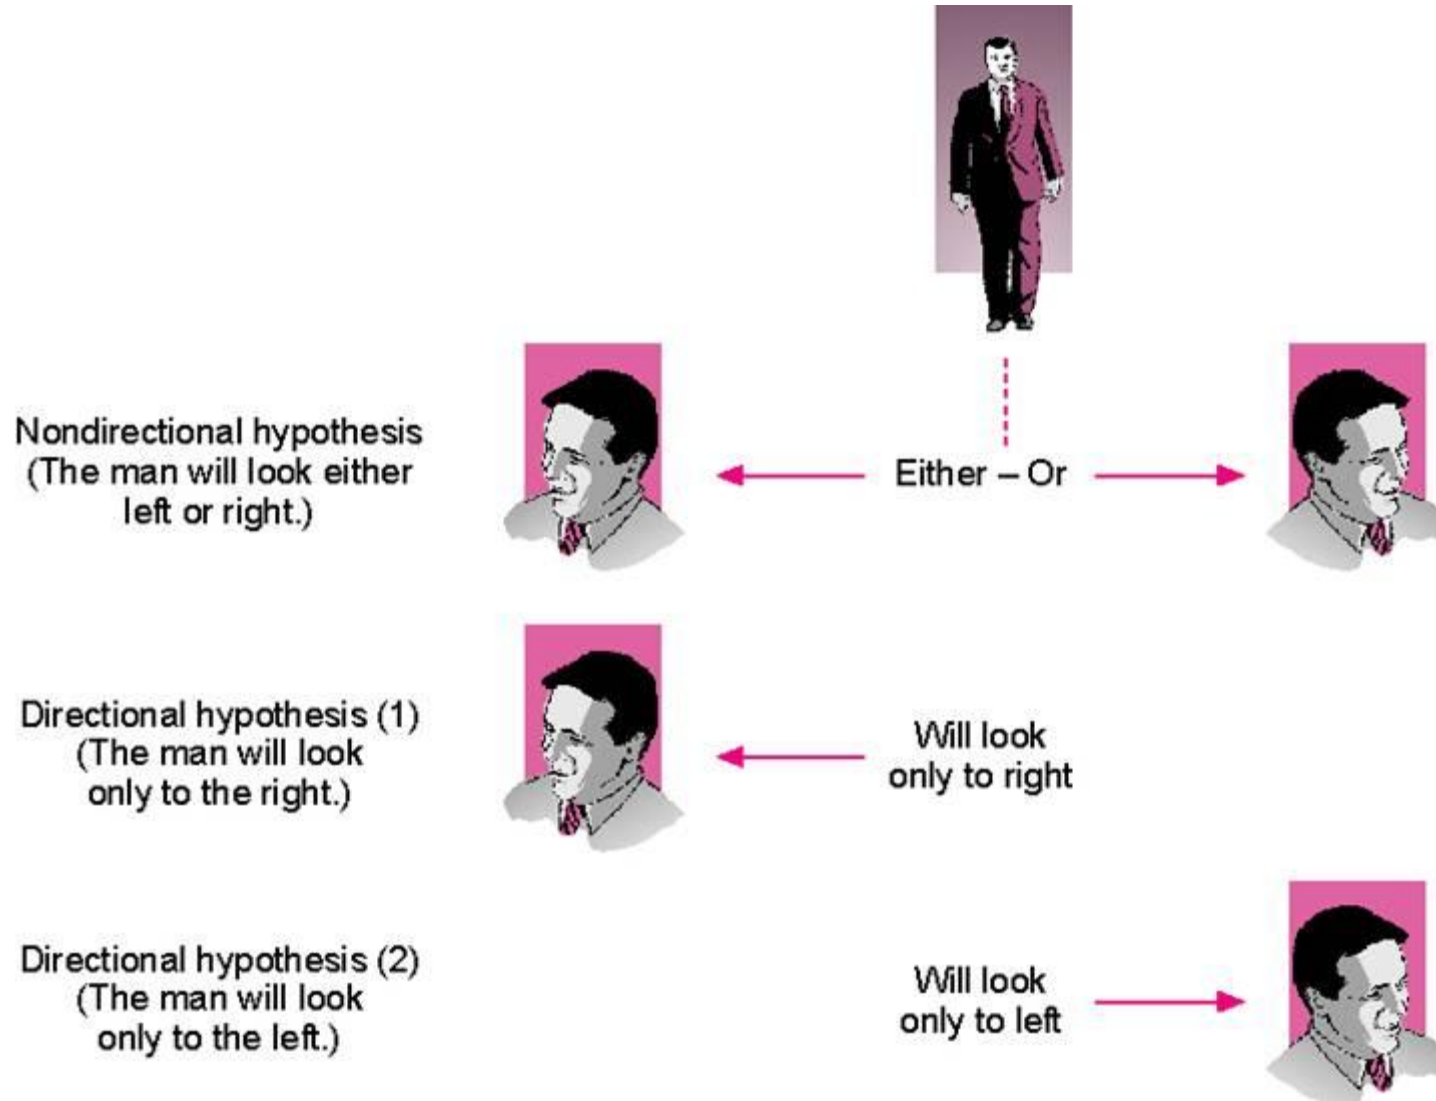 Nondirectional hypothesis
(The man will look either
left or right.)
Either – Or
Directional hypothesis (1)
(The man will look
only to the right.)
Will look
only to right
Directional hypothesis (2)
(The man will look
only to the left.)
Will look
only to left